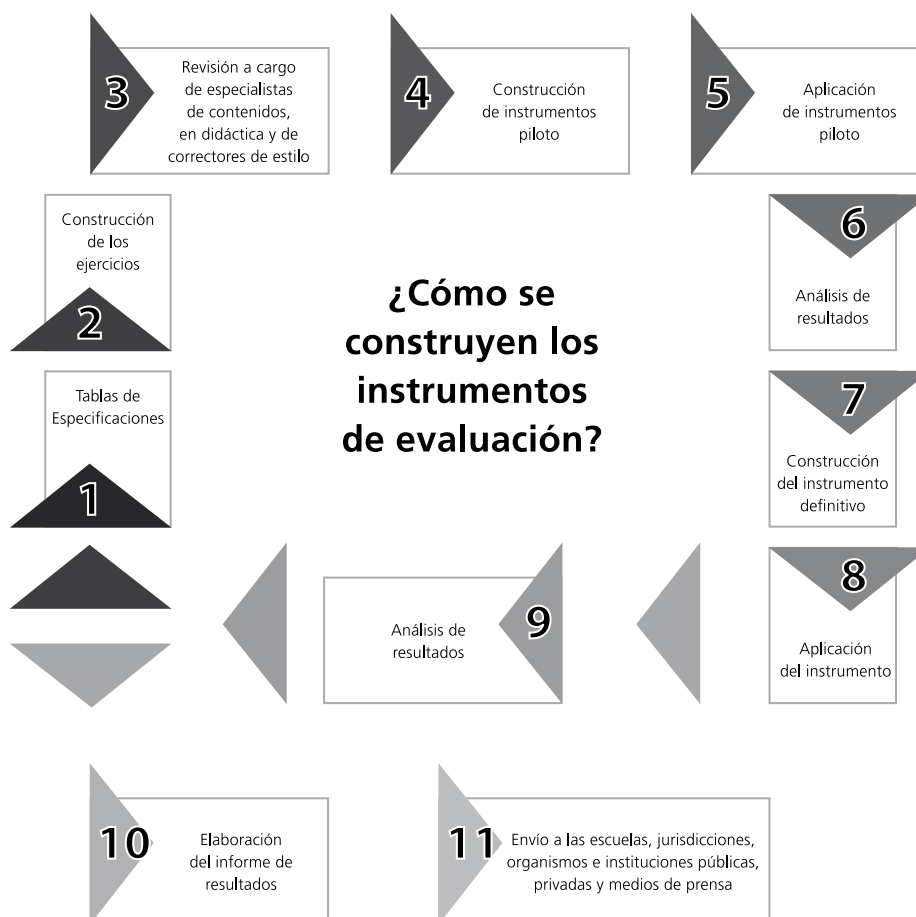 ¿Cómo se
construyen los
instrumentos
de evaluación?
1
Tablas de
Especificaciones
2
Construcción
de los
ejercicios
3
Revisión a cargo
de especialistas
de contenidos,
en didáctica y de
correctores de estilo
4
Construcción
de instrumentos
piloto
5
Aplicación
de instrumentos
piloto
6
Análisis de
resultados
7
Construcción
del instrumento
definitivo
8
Aplicación
del instrumento
9
Análisis de
resultados
10
Elaboración
del informe de
resultados
11
Envío a las escuelas, jurisdicciones,
organismos e instituciones públicas,
privadas y medios de prensa